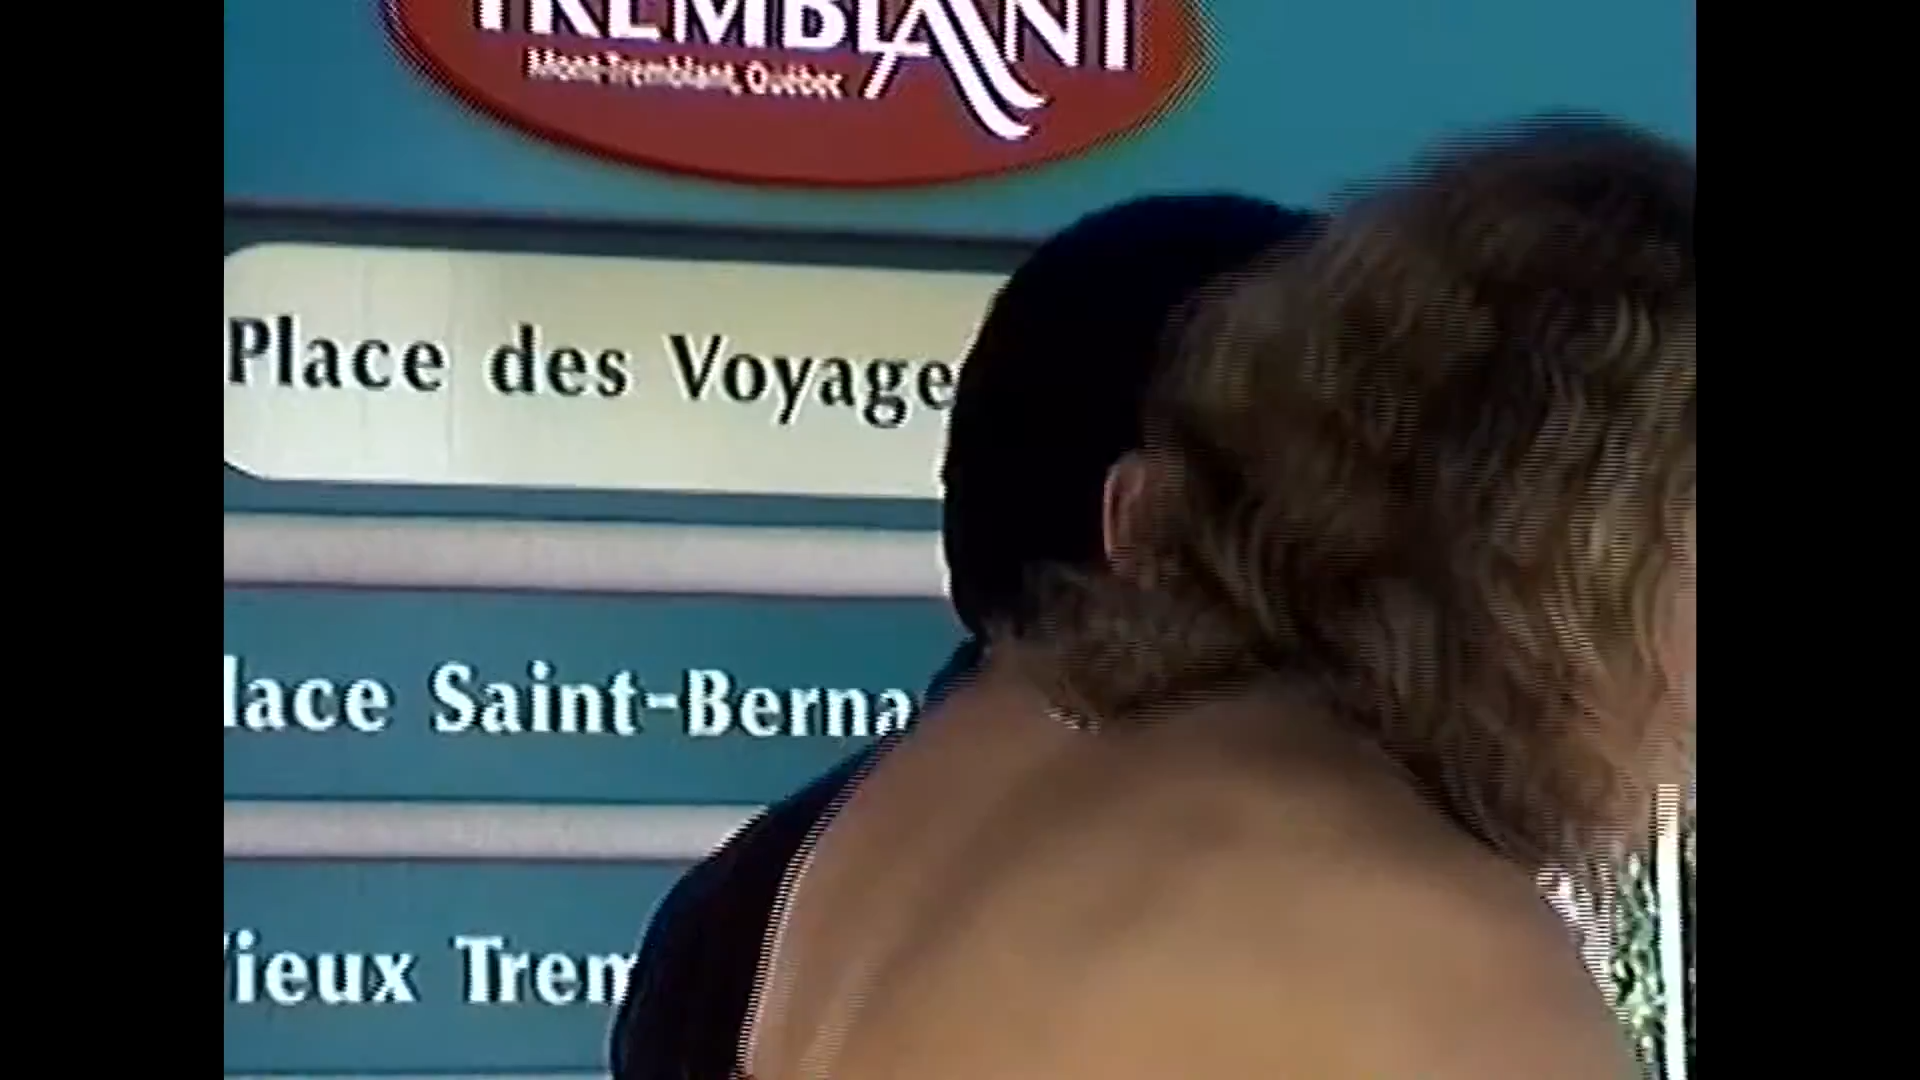 TREMBLANT
Mont-Tremblant, Québec
Place des Voyage
lace Saint-Berna
ieux Trem